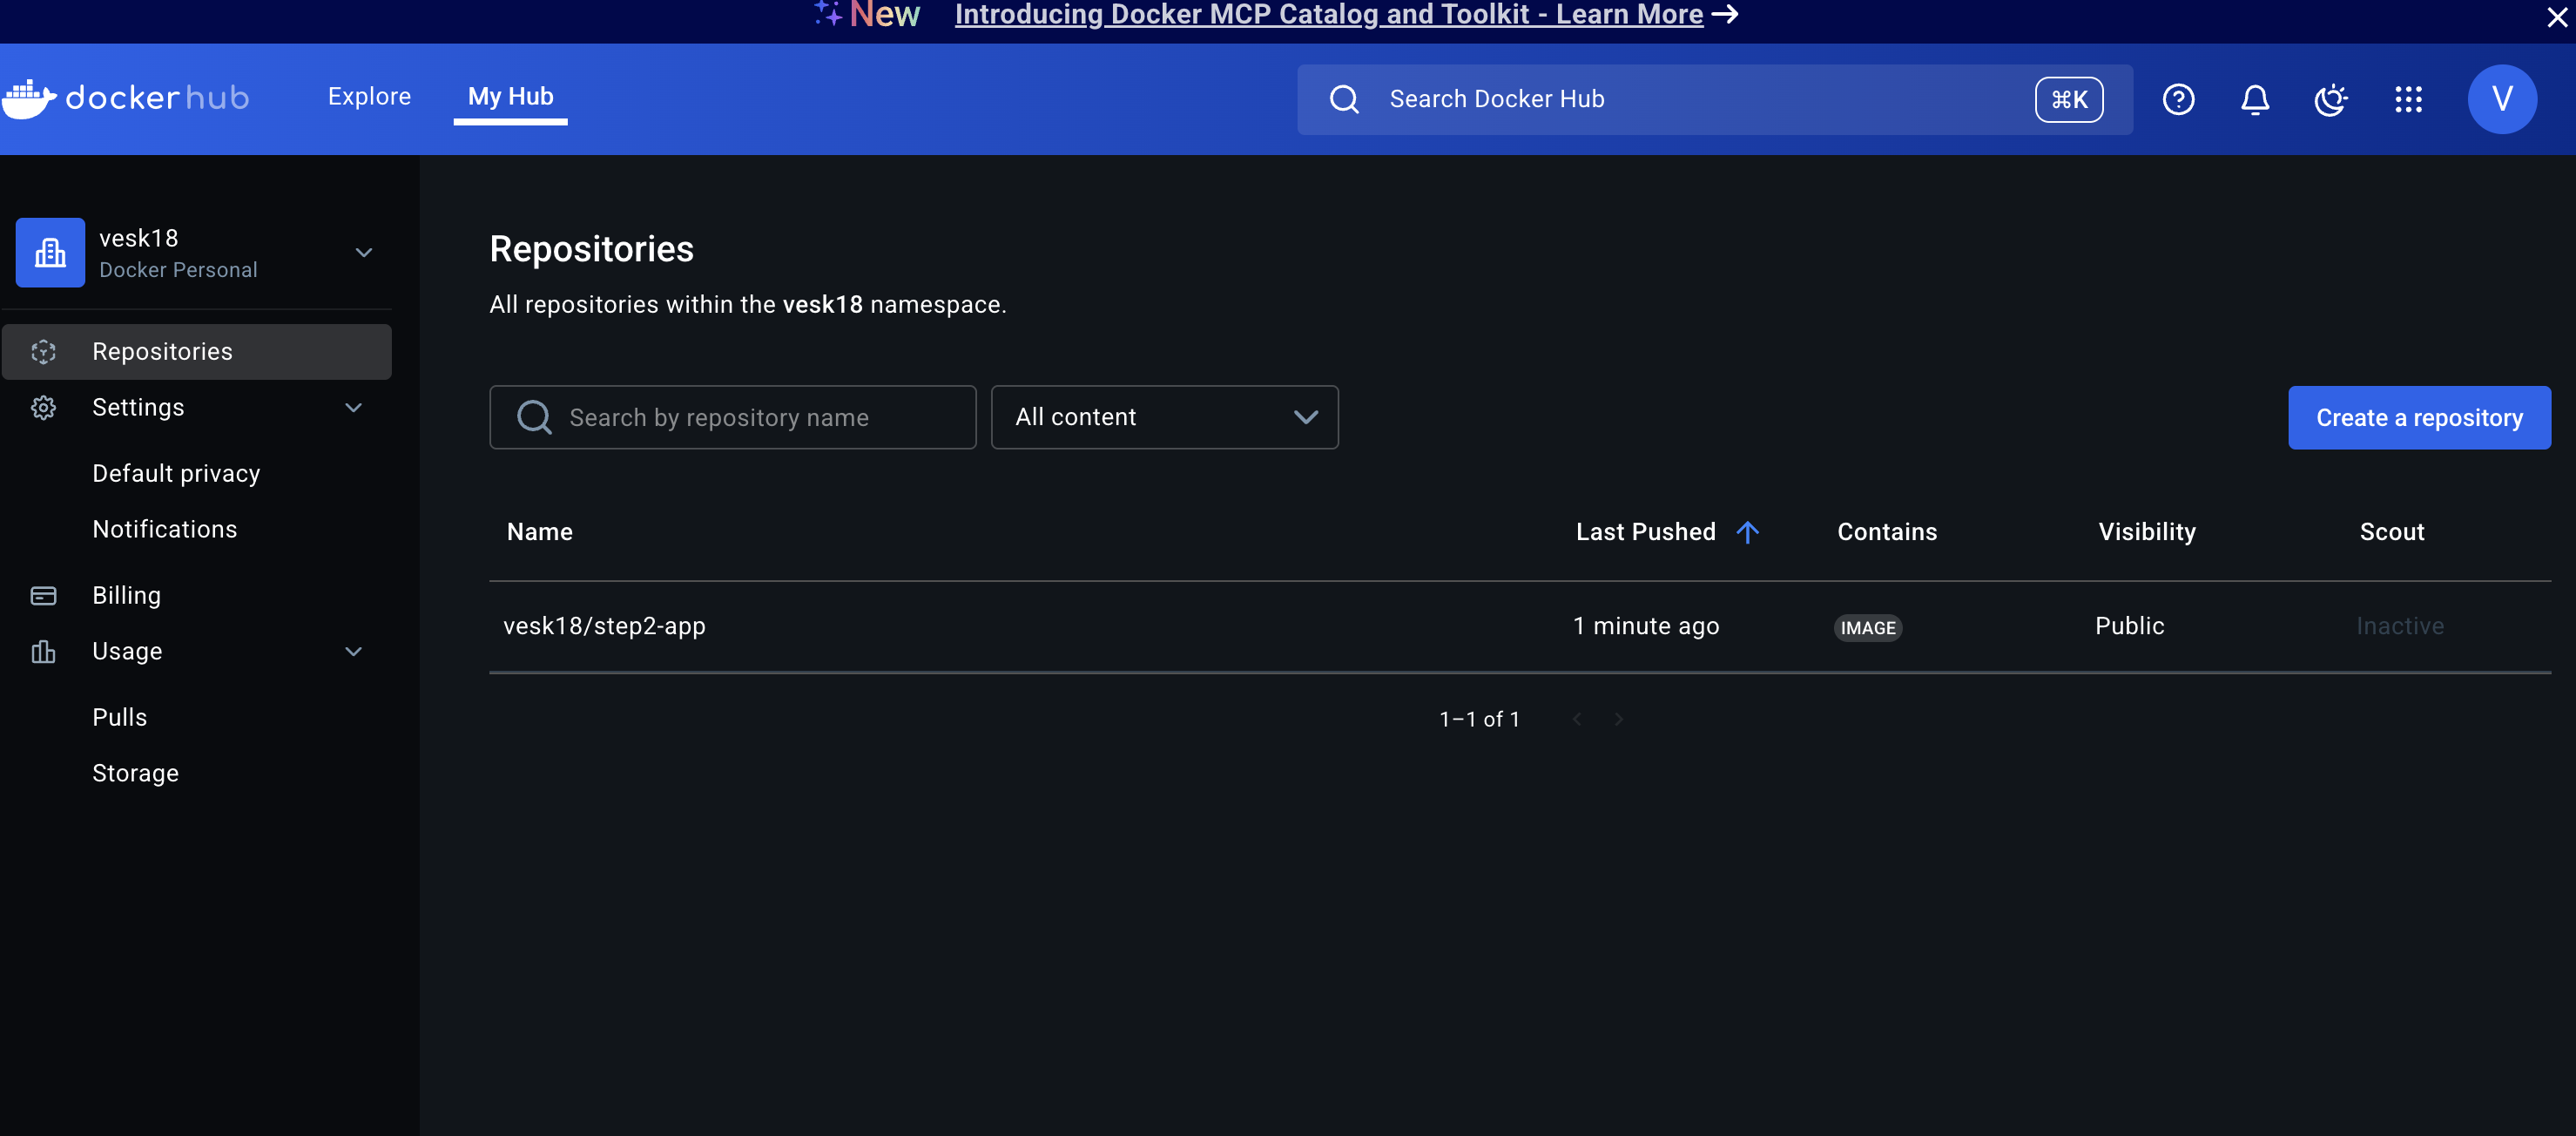 New Introducing Docker MCP Catalog and Toolkit - Learn More →
dockerhub Explore My Hub Search Docker Hub ⌘K V
vesk18
Docker Personal
Repositories
Settings
Default privacy
Notifications
Billing
Usage
Pulls
Storage
Repositories
All repositories within the vesk18 namespace.
Search by repository name All content Create a repository
Name Last Pushed Contains Visibility Scout
vesk18/step2-app 1 minute ago IMAGE Public Inactive
1–1 of 1